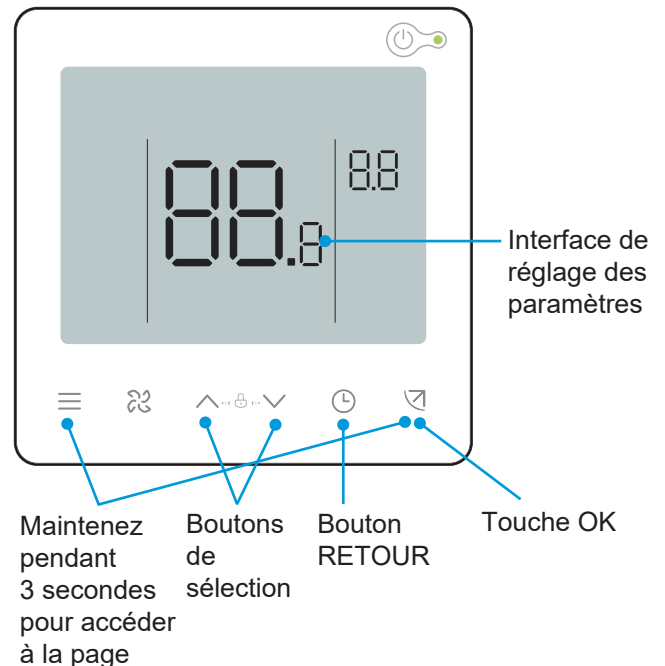 88.8
8.8
Interface de
réglage des
paramètres
Maintenez
pendant
3 secondes
pour accéder
à la page
Boutons
de
sélection
Bouton
RETOUR
Touche OK